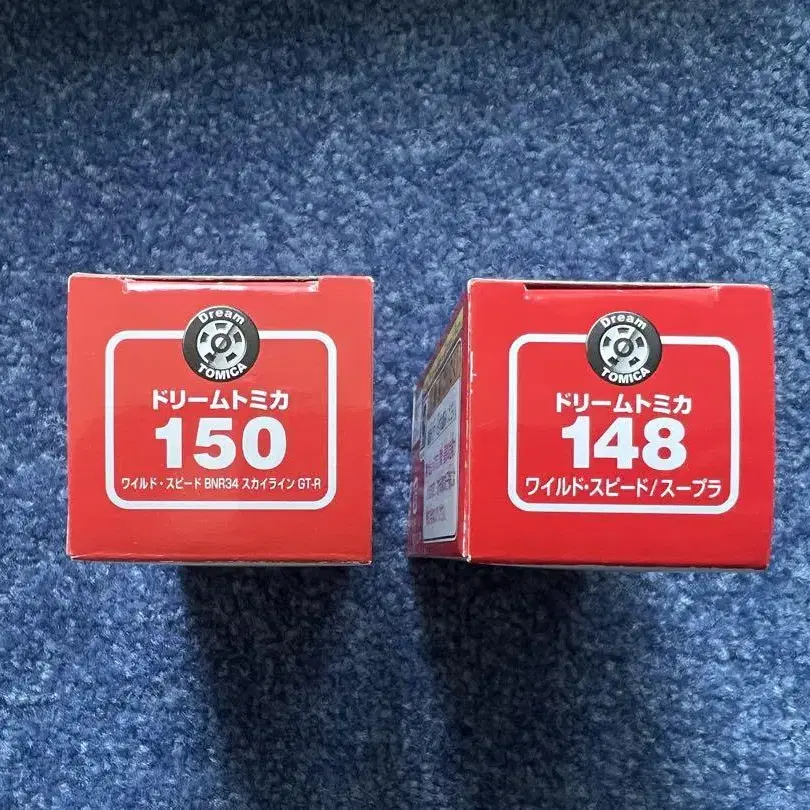 Dream
TOMICA
ドリームトミカ
150
ワイルド・スピード BNR34 スカイライン GT-R
Dream
TOMICA
ドリームトミカ
148
ワイルド・スピード/スープラ